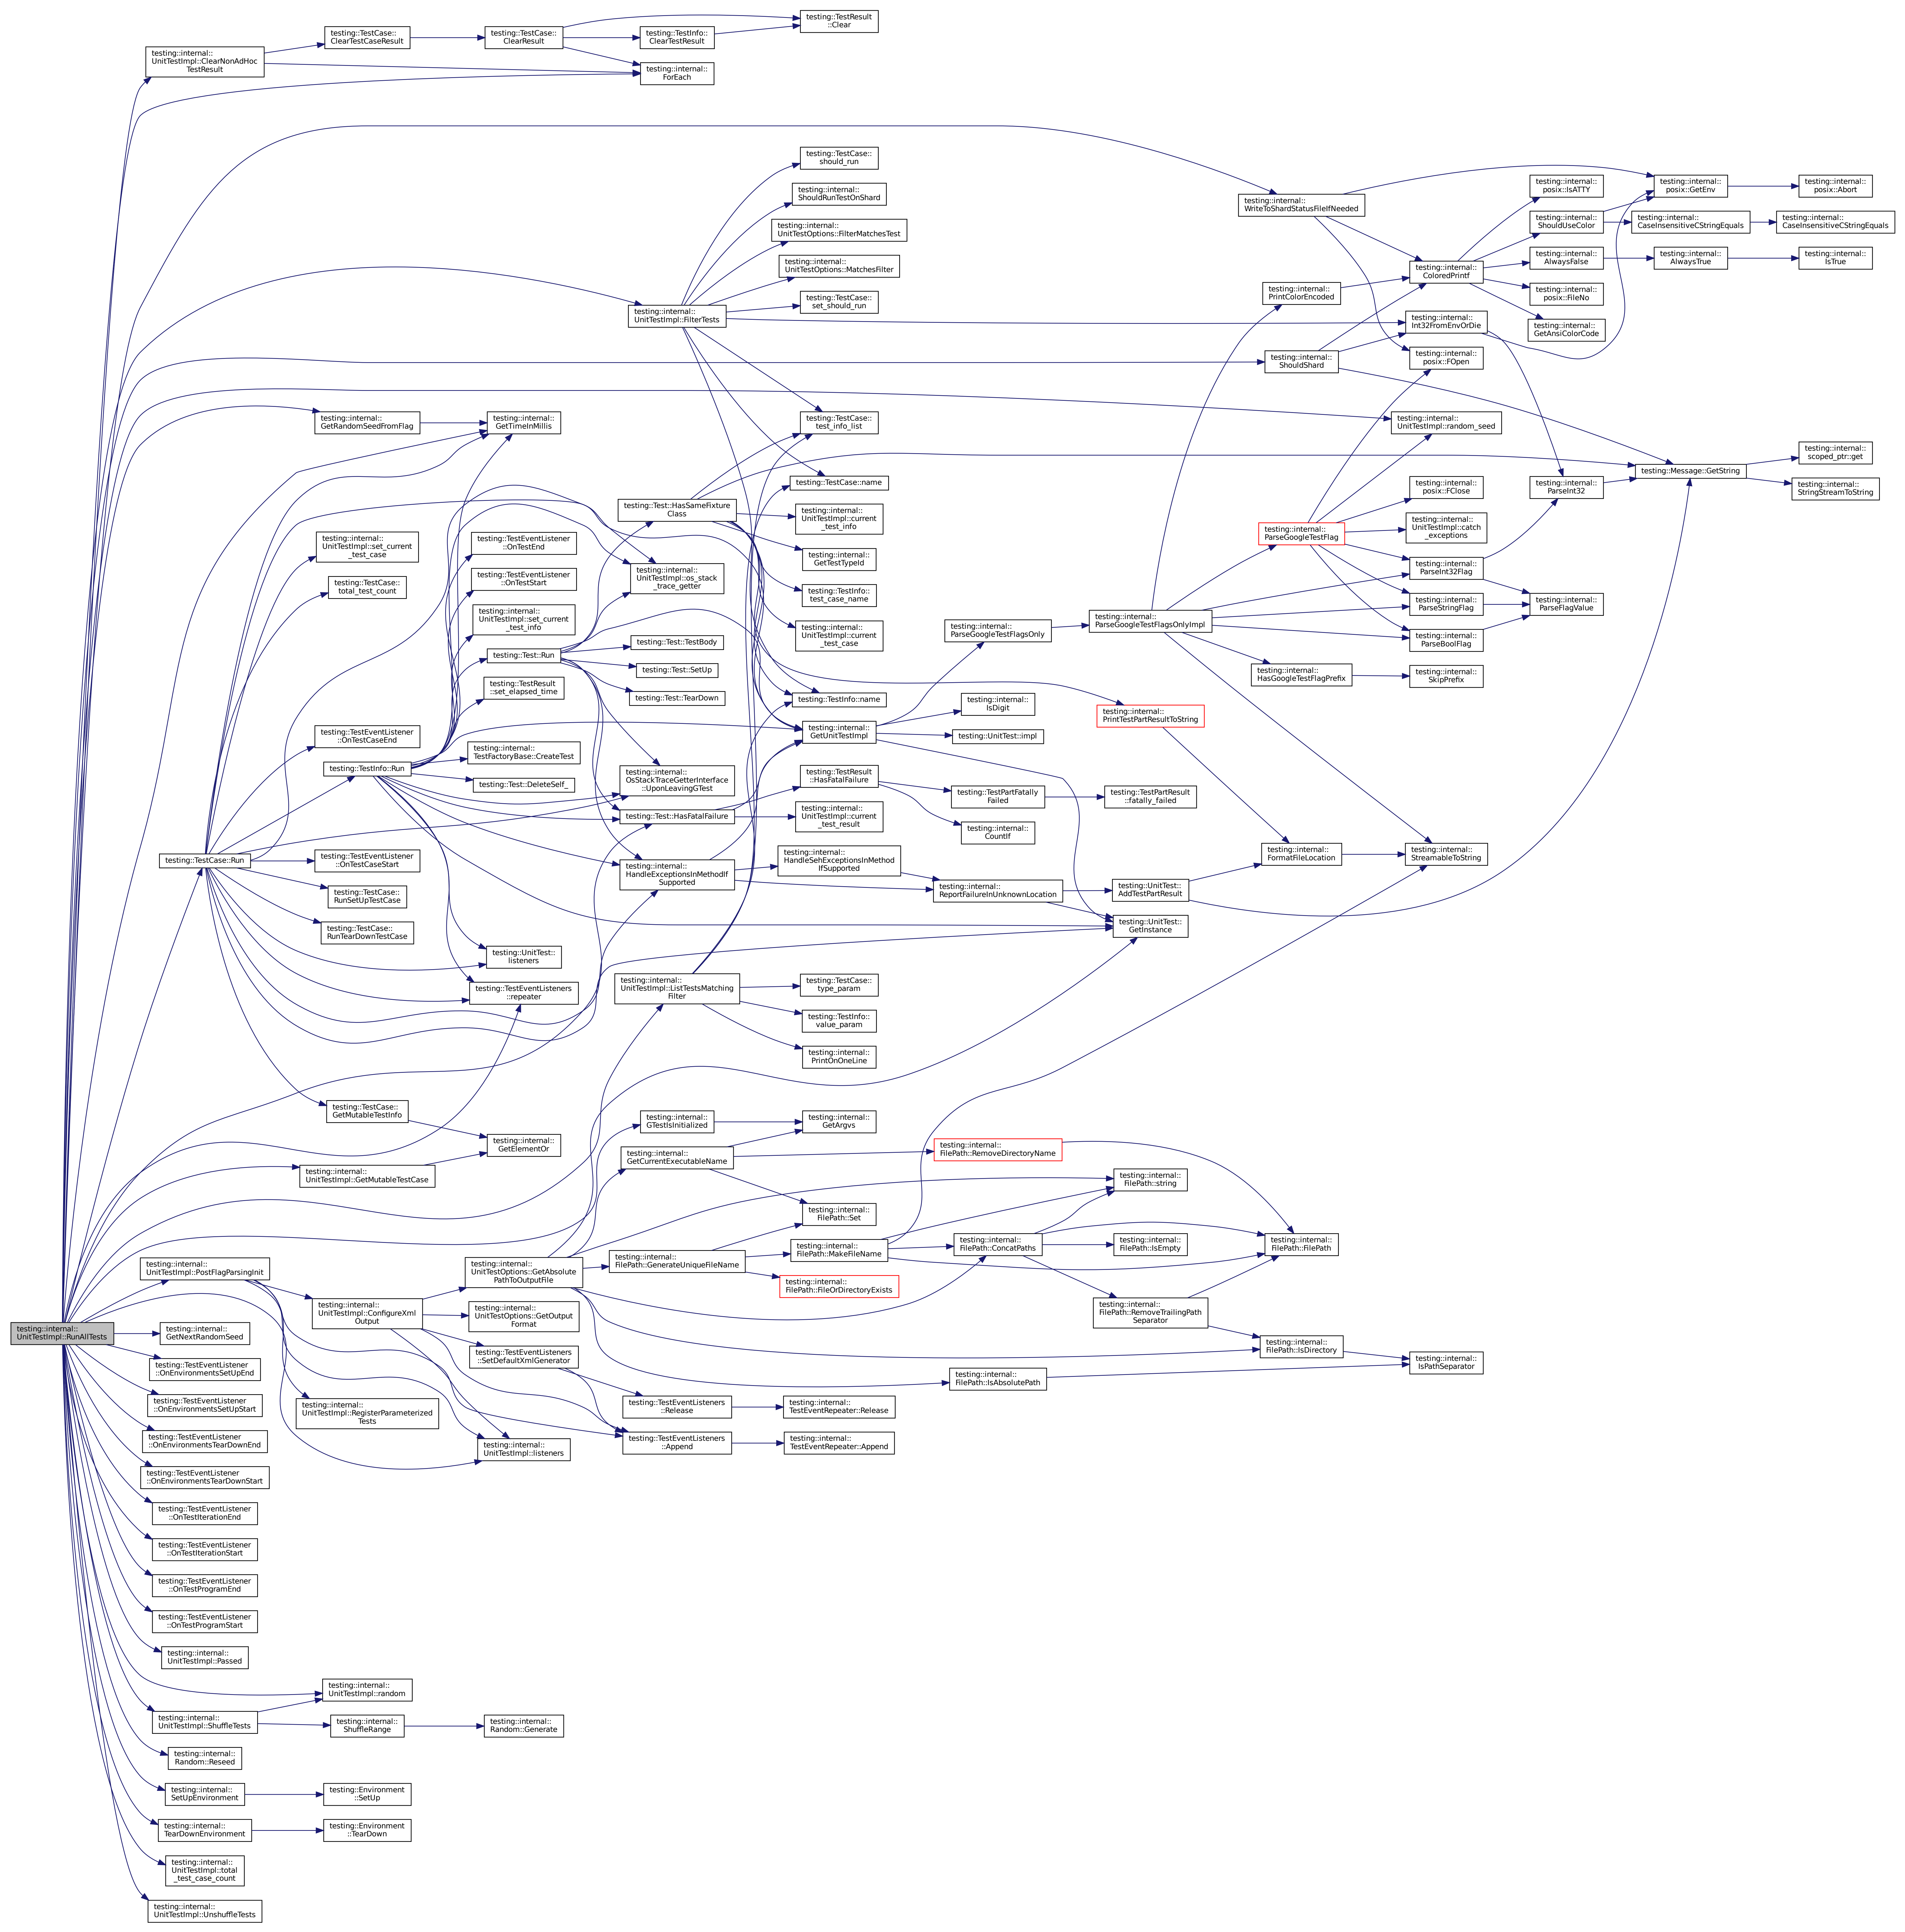 testing::TestResult
::Clear
testing::TestCase::
ClearTestCaseResult
testing::TestCase::
ClearResult
testing::TestInfo::
ClearTestResult
testing::internal::
UnitTestImpl::ClearNonAdHoc
TestResult
testing::internal::
ForEach
testing::TestCase::
should_run
testing::internal::
ShouldRunTestOnShard
testing::internal::
UnitTestOptions::FilterMatchesTest
testing::internal::
UnitTestOptions::MatchesFilter
testing::TestCase::
set_should_run
testing::internal::
UnitTestImpl::FilterTests
testing::internal::
WriteToShardStatusFileIfNeeded
testing::internal::
posix::IsATTY
testing::internal::
posix::GetEnv
testing::internal::
posix::Abort
testing::internal::
ShouldUseColor
testing::internal::
CaseInsensitiveCStringEquals
testing::internal::
CaseInsensitiveCStringEquals
testing::internal::
ColoredPrintf
testing::internal::
AlwaysFalse
testing::internal::
AlwaysTrue
testing::internal::
IsTrue
testing::internal::
PrintColorEncoded
testing::internal::
posix::FileNo
testing::internal::
Int32FromEnvOrDie
testing::internal::
GetAnsiColorCode
testing::internal::
ShouldShard
testing::internal::
posix::FOpen
testing::internal::
GetRandomSeedFromFlag
testing::internal::
GetTimeInMillis
testing::TestCase::
test_info_list
testing::internal::
UnitTestImpl::random_seed
testing::internal::
scoped_ptr::get
testing::Message::GetString
testing::internal::
StringStreamToString
testing::TestCase::name
testing::internal::
posix::FClose
testing::internal::
ParseInt32
testing::Test::HasSameFixture
Class
testing::internal::
UnitTestImpl::current
_test_info
testing::internal::
ParseGoogleTestFlag
testing::internal::
UnitTestImpl::catch
_exceptions
testing::internal::
UnitTestImpl::set_current
_test_case
testing::TestEventListener
::OnTestEnd
testing::internal::
GetTestTypeId
testing::internal::
ParseInt32Flag
testing::TestCase::
total_test_count
testing::TestEventListener
::OnTestStart
testing::internal::
UnitTestImpl::os_stack
_trace_getter
testing::TestInfo::
test_case_name
testing::internal::
ParseStringFlag
testing::internal::
ParseFlagValue
testing::internal::
UnitTestImpl::set_current
_test_info
testing::internal::
UnitTestImpl::current
_test_case
testing::internal::
ParseGoogleTestFlagsOnly
testing::internal::
ParseGoogleTestFlagsOnlyImpl
testing::internal::
ParseBoolFlag
testing::Test::Run
testing::Test::TestBody
testing::Test::SetUp
testing::internal::
HasGoogleTestFlagPrefix
testing::internal::
SkipPrefix
testing::TestResult
::set_elapsed_time
testing::Test::TearDown
testing::TestInfo::name
testing::internal::
IsDigit
testing::internal::
PrintTestPartResultToString
testing::TestEventListener
::OnTestCaseEnd
testing::internal::
GetUnitTestImpl
testing::UnitTest::impl
testing::TestInfo::Run
testing::internal::
TestFactoryBase::CreateTest
testing::Test::DeleteSelf_
testing::internal::
OsStackTraceGetterInterface
::UponLeavingGTest
testing::TestResult
::HasFatalFailure
testing::TestPartFatally
Failed
testing::TestPartResult
::fatally_failed
testing::Test::HasFatalFailure
testing::internal::
UnitTestImpl::current
_test_result
testing::internal::
CountIf
testing::TestCase::Run
testing::TestEventListener
::OnTestCaseStart
testing::internal::
HandleExceptionsInMethodIf
Supported
testing::internal::
HandleSehExceptionsInMethod
IfSupported
testing::internal::
FormatFileLocation
testing::internal::
StreamableToString
testing::TestCase::
RunSetUpTestCase
testing::internal::
ReportFailureInUnknownLocation
testing::UnitTest::
AddTestPartResult
testing::TestCase::
RunTearDownTestCase
testing::UnitTest::
GetInstance
testing::UnitTest::
listeners
testing::TestEventListeners
::repeater
testing::internal::
UnitTestImpl::ListTestsMatching
Filter
testing::TestCase::
type_param
testing::TestInfo::
value_param
testing::internal::
PrintOnOneLine
testing::TestCase::
GetMutableTestInfo
testing::internal::
GTestIsInitialized
testing::internal::
GetArgvs
testing::internal::
GetElementOr
testing::internal::
GetCurrentExecutableName
testing::internal::
FilePath::RemoveDirectoryName
testing::internal::
UnitTestImpl::GetMutableTestCase
testing::internal::
FilePath::string
testing::internal::
FilePath::Set
testing::internal::
UnitTestImpl::PostFlagParsingInit
testing::internal::
UnitTestOptions::GetAbsolute
PathToOutputFile
testing::internal::
FilePath::GenerateUniqueFileName
testing::internal::
FilePath::MakeFileName
testing::internal::
FilePath::ConcatPaths
testing::internal::
FilePath::IsEmpty
testing::internal::
FilePath::FilePath
testing::internal::
FilePath::FileOrDirectoryExists
testing::internal::
UnitTestImpl::ConfigureXml
Output
testing::internal::
UnitTestOptions::GetOutput
Format
testing::internal::
FilePath::RemoveTrailingPath
Separator
testing::internal::
UnitTestImpl::RunAllTests
testing::internal::
GetNextRandomSeed
testing::TestEventListeners
::SetDefaultXmlGenerator
testing::internal::
FilePath::IsDirectory
testing::internal::
IsPathSeparator
testing::TestEventListener
::OnEnvironmentsSetUpEnd
testing::internal::
FilePath::IsAbsolutePath
testing::TestEventListener
::OnEnvironmentsSetUpStart
testing::internal::
UnitTestImpl::RegisterParameterized
Tests
testing::TestEventListeners
::Release
testing::internal::
TestEventRepeater::Release
testing::TestEventListener
::OnEnvironmentsTearDownEnd
testing::internal::
UnitTestImpl::listeners
testing::TestEventListeners
::Append
testing::internal::
TestEventRepeater::Append
testing::TestEventListener
::OnEnvironmentsTearDownStart
testing::TestEventListener
::OnTestIterationEnd
testing::TestEventListener
::OnTestIterationStart
testing::TestEventListener
::OnTestProgramEnd
testing::TestEventListener
::OnTestProgramStart
testing::internal::
UnitTestImpl::Passed
testing::internal::
UnitTestImpl::random
testing::internal::
UnitTestImpl::ShuffleTests
testing::internal::
ShuffleRange
testing::internal::
Random::Generate
testing::internal::
Random::Reseed
testing::internal::
SetUpEnvironment
testing::Environment
::SetUp
testing::internal::
TearDownEnvironment
testing::Environment
::TearDown
testing::internal::
UnitTestImpl::total
_test_case_count
testing::internal::
UnitTestImpl::UnshuffleTests